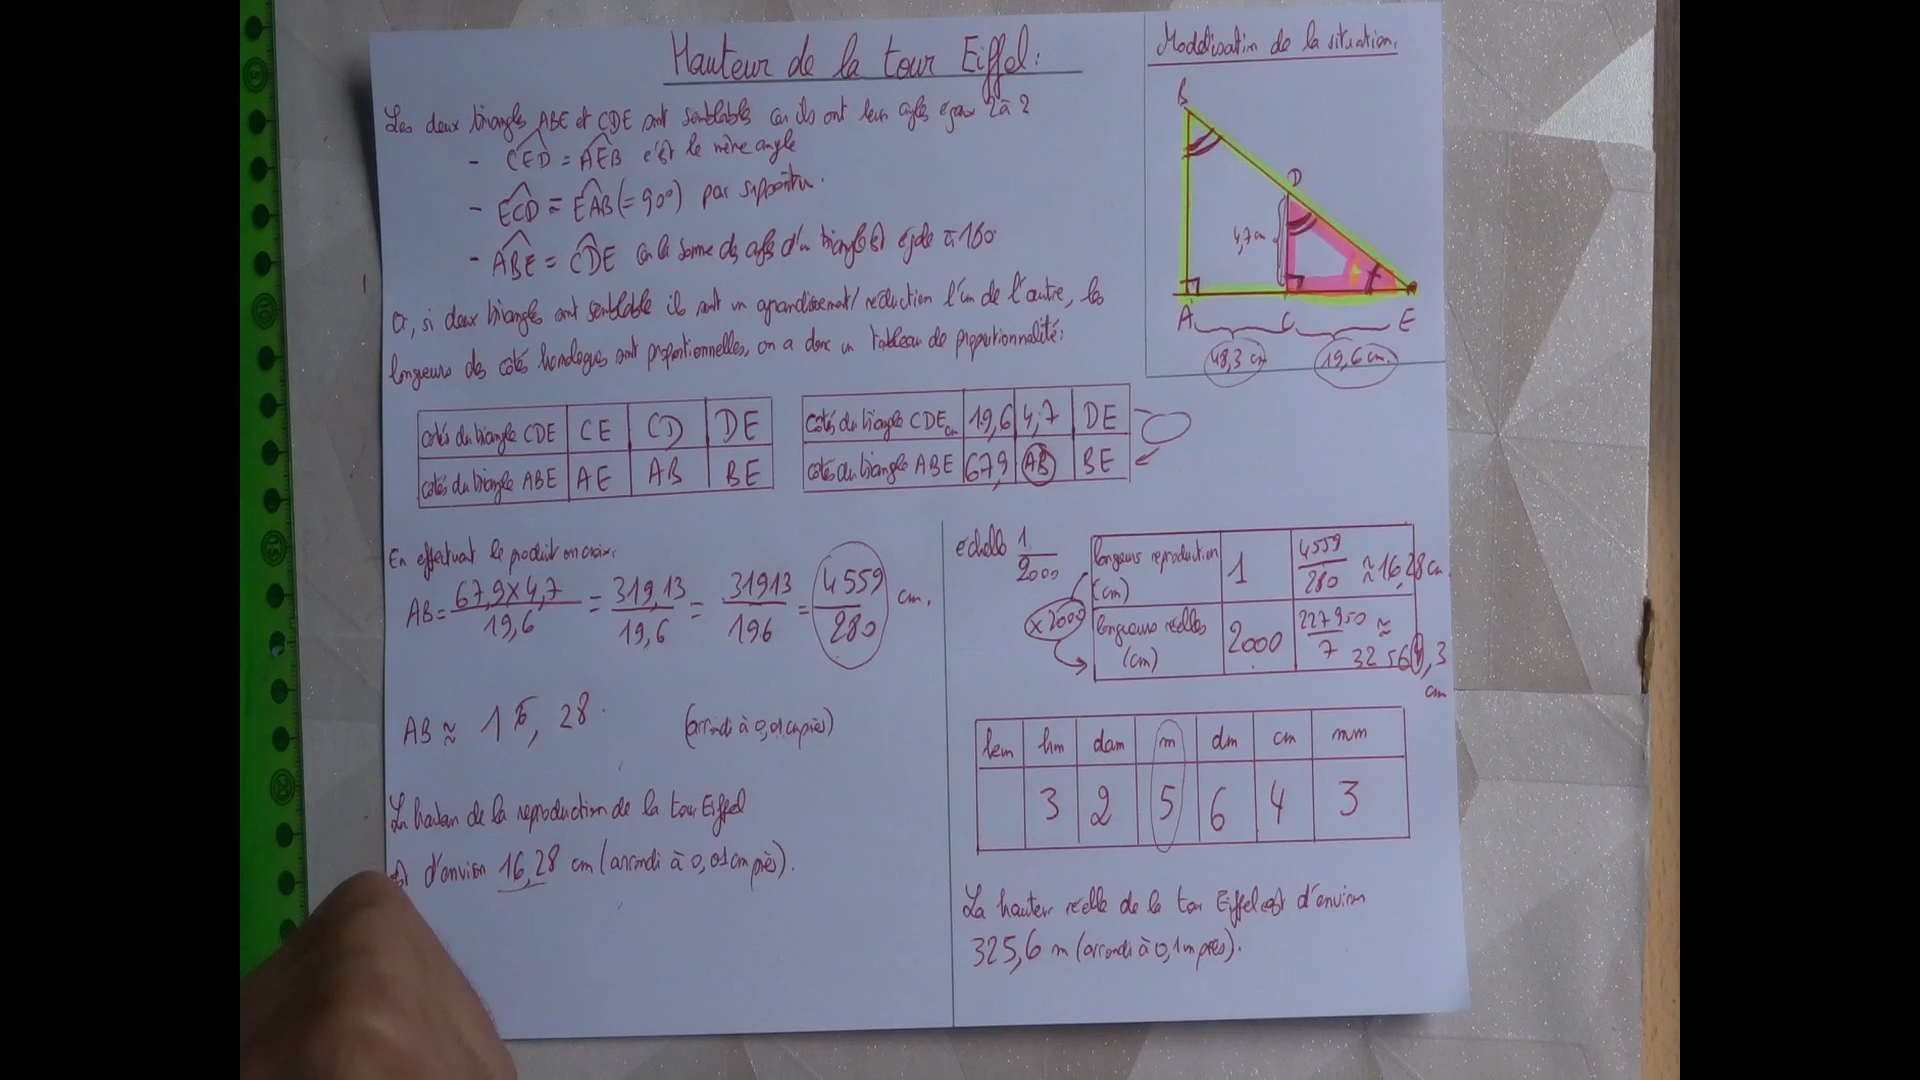 Hauteur de la tour Eiffel :
Les deux triangles ABE et CDE sont semblables car ils ont leurs angles égaux 2 à 2
- CED = AEB c'est le même angle
- ECD = EAB (= 90°) par
- ABE = CDE car la somme des angles d'un triangle est égale à 180
Or, si deux triangles sont semblable il sont un agrandissement/réduction l'un de l'autre, les
longueurs des cotés homologues sont proportionnelles, on a donc un tableau de proportionnalité :
Modélisation de la situation.
B
D
4,7 cm
A C E
48,3 cm 19,6 cm.
cotés du triangle CDE CE CD DE
cotés du triangle ABE AE AB BE
cotés du triangle CDE cm 19,6 4,7 DE
cotés du triangle ABE 67,9 AB BE
En effectuant le produit en croix :
AB = 67,9 x 4,7 / 19,6 = 319,13 / 19,6 = 31913 / 196 = 4559 / 280 cm.
AB ≈ 16,28 (arrondi à 0,01 cm près)
La hauteur de la reproduction de la tour Eiffel
est d'environ 16,28 cm (arrondi à 0,01 cm près).
échelle 1 / 2000
longueurs reproduction (cm) 1 4559 / 280 ≈ 16,28 cm.
x 2000
longueurs réelles (cm) 2000 227950 / 7 ≈ 32564,3 cm
km hm dam m dm cm mm
3 2 5 6 4 3
La hauteur réelle de la tour Eiffel est d'environ
325,6 m (arrondi à 0,1 m près).